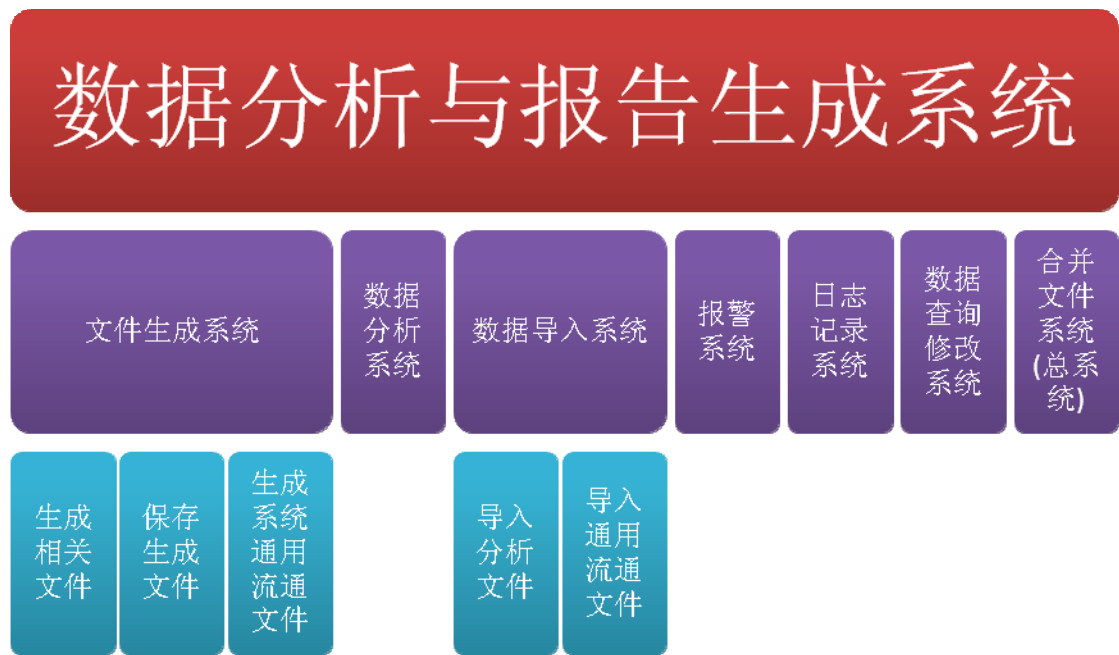 数据分析与报告生成系统
文件生成系统
数据
分析
系统
数据导入系统
报警
系统
日志
记录
系统
数据
查询
修改
系统
合并
文件
系统
(总系
统)
生成
相关
文件
保存
生成
文件
生成
系统
通用
流通
文件
导入
分析
文件
导入
通用
流通
文件